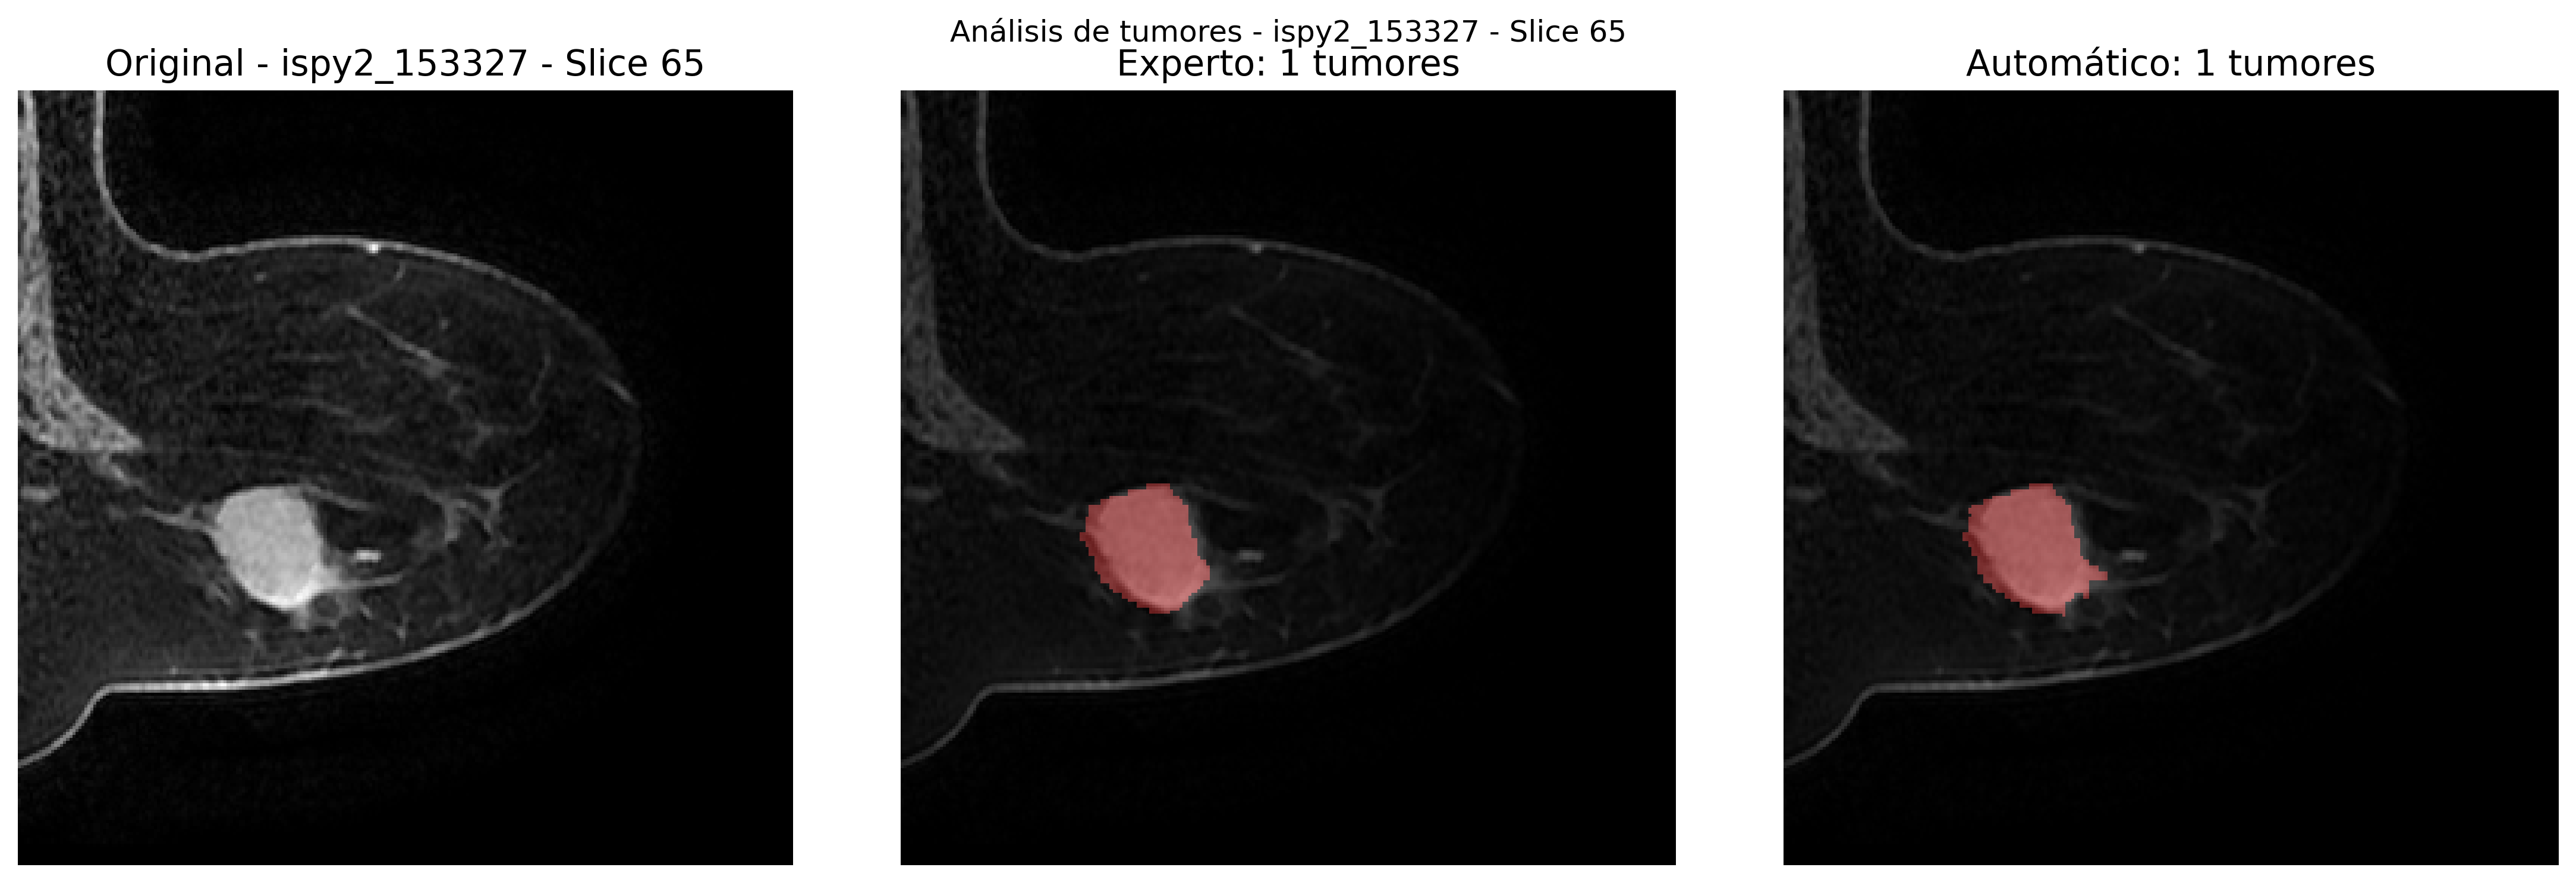 Análisis de tumores - ispy2_153327 - Slice 65
Original - ispy2_153327 - Slice 65
Experto: 1 tumores
Automático: 1 tumores